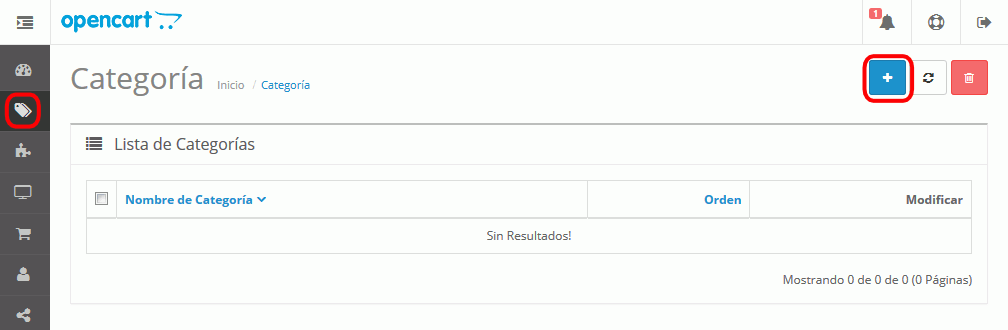 opencart
1
Categoría
Inicio / Categoría
Lista de Categorías
Nombre de Categoría Orden Modificar
Sin Resultados!
Mostrando 0 de 0 de 0 (0 Páginas)